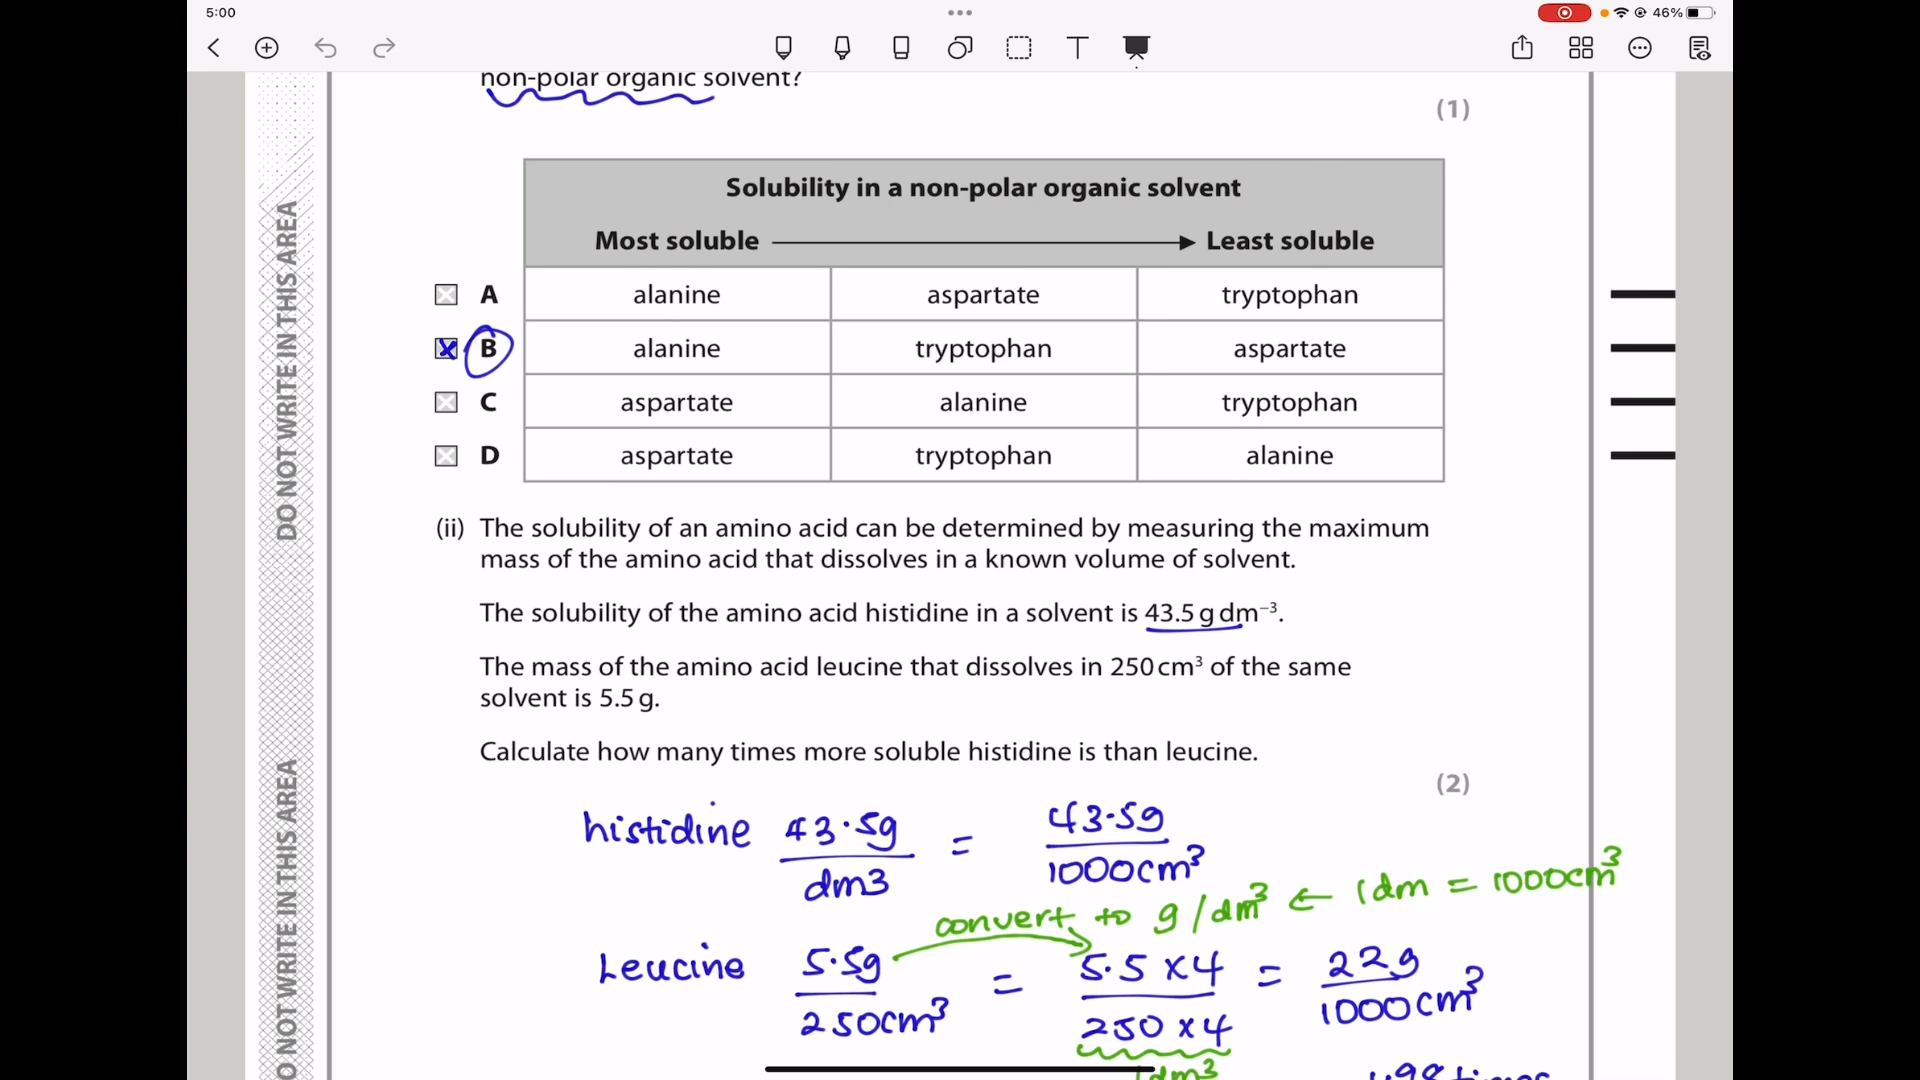 5:00
46%
non-polar organic solvent?
(1)
Solubility in a non-polar organic solvent
Most soluble Least soluble
A alanine aspartate tryptophan
B alanine tryptophan aspartate
C aspartate alanine tryptophan
D aspartate tryptophan alanine
(ii) The solubility of an amino acid can be determined by measuring the maximum
mass of the amino acid that dissolves in a known volume of solvent.
The solubility of the amino acid histidine in a solvent is 43.5 g dm⁻³.
The mass of the amino acid leucine that dissolves in 250 cm³ of the same
solvent is 5.5 g.
Calculate how many times more soluble histidine is than leucine.
(2)
histidine 43.5g = 43.5g
dm3 1000cm³
convert to g/dm³ ← 1dm = 1000cm³
Leucine 5.5g = 5.5 x4 = 22g
250cm³ 250 x4 1000cm³
1dm³
DO NOT WRITE IN THIS AREA
DO NOT WRITE IN THIS AREA